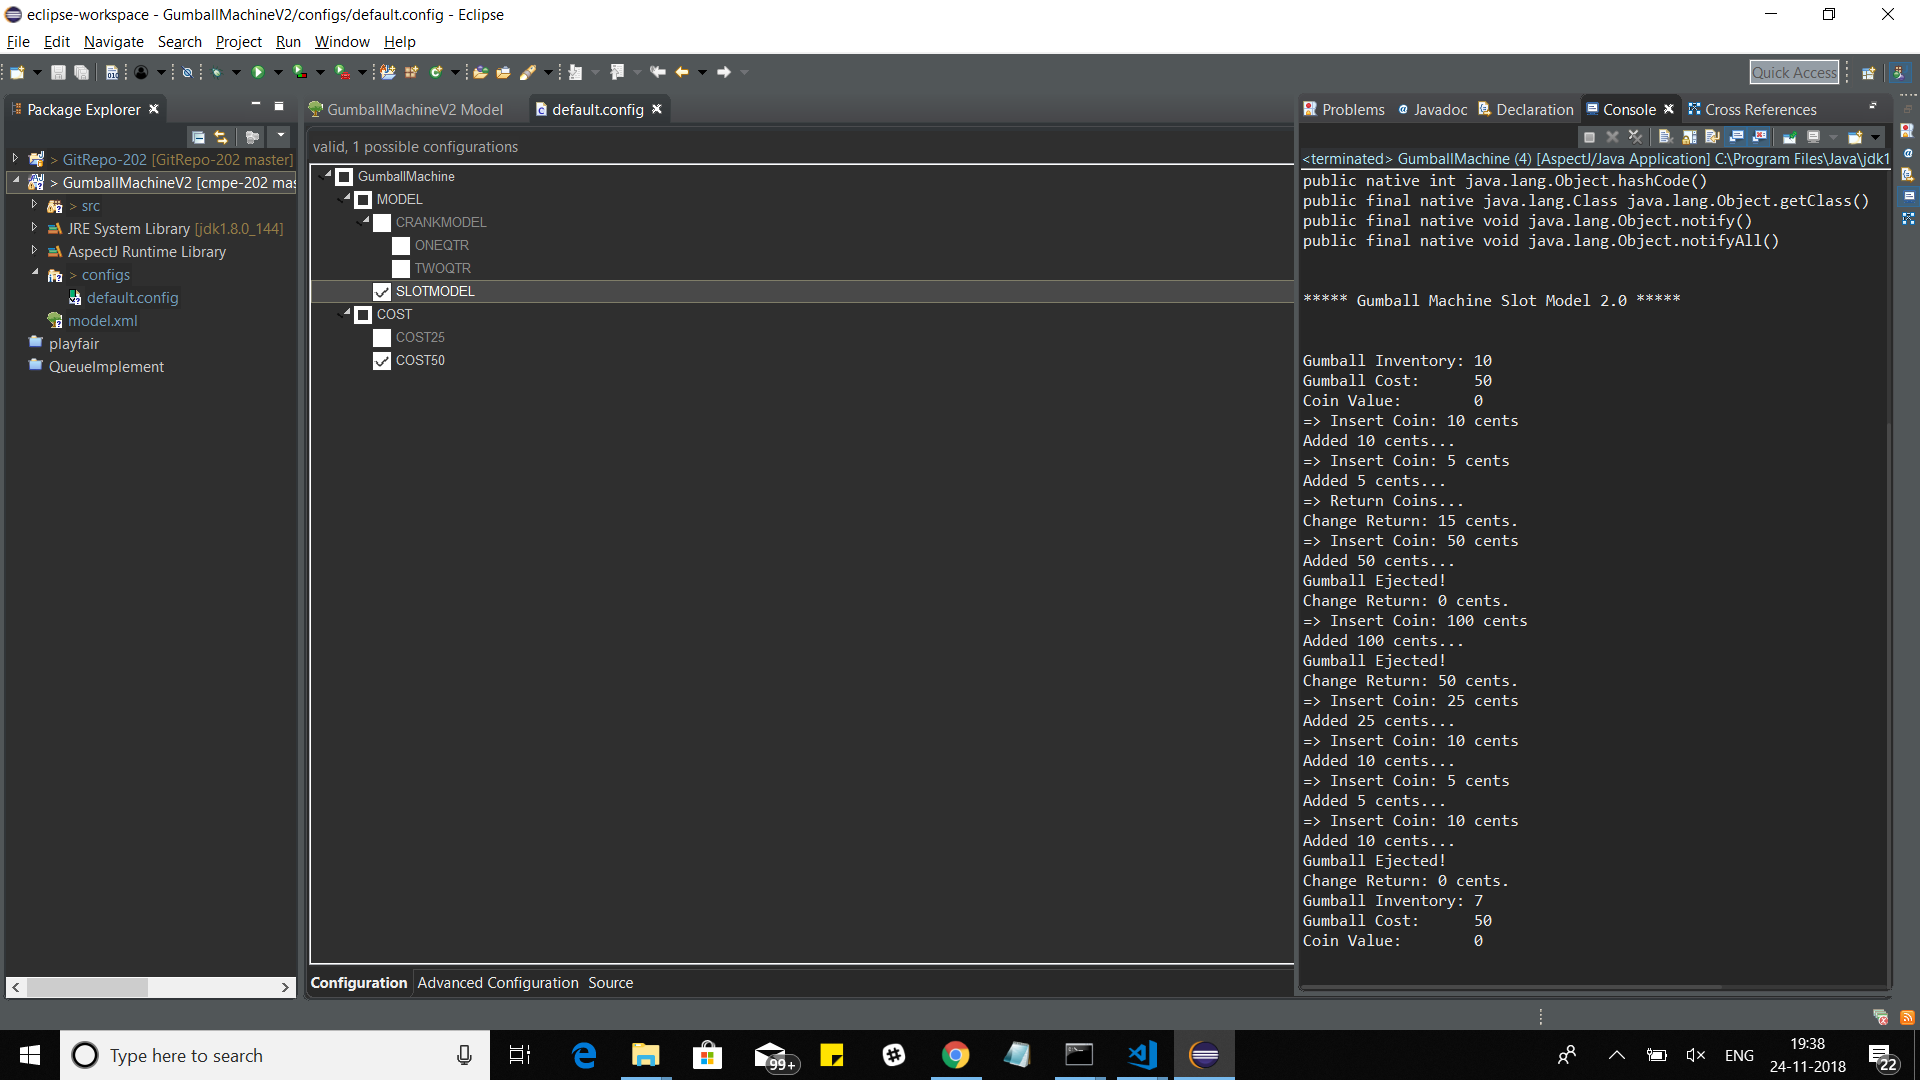 eclipse-workspace - GumballMachineV2/configs/default.config - Eclipse
File Edit Navigate Search Project Run Window Help
Quick Access
Package Explorer
GumballMachineV2 Model
default.config
Problems
Javadoc
Declaration
Console
Cross References
> GitRepo-202 [GitRepo-202 master]
> GumballMachineV2 [cmpe-202 mas
> src
JRE System Library [jdk1.8.0_144]
AspectJ Runtime Library
> configs
default.config
model.xml
playfair
QueueImplement
valid, 1 possible configurations
GumballMachine
MODEL
CRANKMODEL
ONEQTR
TWOQTR
SLOTMODEL
COST
COST25
COST50
Configuration Advanced Configuration Source
<terminated> GumballMachine (4) [AspectJ/Java Application] C:\Program Files\Java\jdk1
public native int java.lang.Object.hashCode()
public final native java.lang.Class java.lang.Object.getClass()
public final native void java.lang.Object.notify()
public final native void java.lang.Object.notifyAll()
***** Gumball Machine Slot Model 2.0 *****
Gumball Inventory: 10
Gumball Cost: 50
Coin Value: 0
=> Insert Coin: 10 cents
Added 10 cents...
=> Insert Coin: 5 cents
Added 5 cents...
=> Return Coins...
Change Return: 15 cents.
=> Insert Coin: 50 cents
Added 50 cents...
Gumball Ejected!
Change Return: 0 cents.
=> Insert Coin: 100 cents
Added 100 cents...
Gumball Ejected!
Change Return: 50 cents.
=> Insert Coin: 25 cents
Added 25 cents...
=> Insert Coin: 10 cents
Added 10 cents...
=> Insert Coin: 5 cents
Added 5 cents...
=> Insert Coin: 10 cents
Added 10 cents...
Gumball Ejected!
Change Return: 0 cents.
Gumball Inventory: 7
Gumball Cost: 50
Coin Value: 0
Type here to search
99+
ENG
19:38
24-11-2018
22